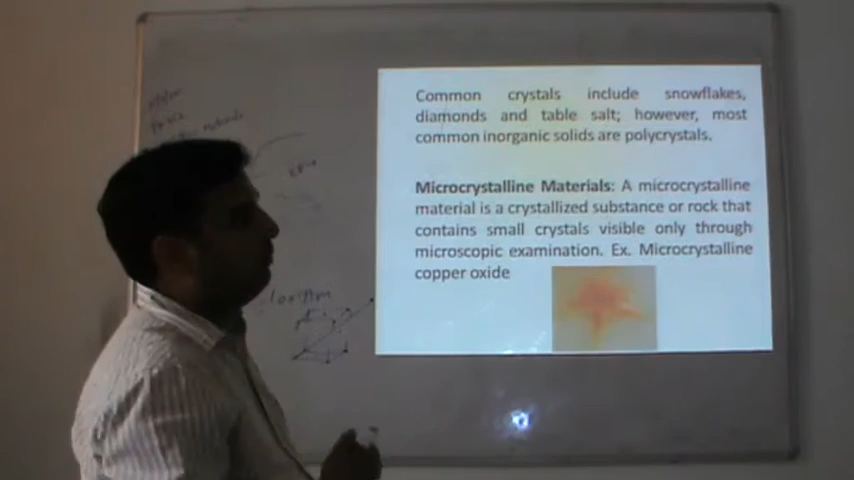 Common crystals include snowflakes,
diamonds and table salt; however, most
common inorganic solids are polycrystals.
Microcrystalline Materials: A microcrystalline
material is a crystallized substance or rock that
contains small crystals visible only through
microscopic examination. Ex. Microcrystalline
copper oxide